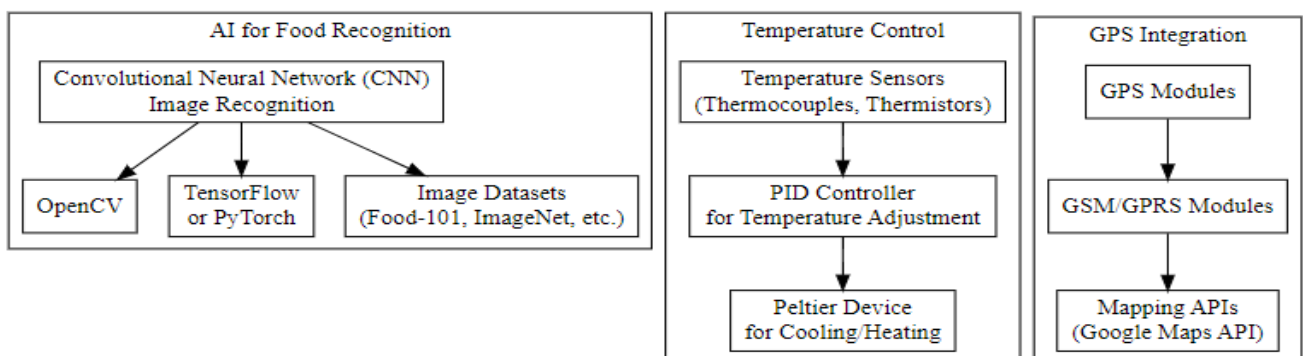 AI for Food Recognition
Convolutional Neural Network (CNN)
Image Recognition
OpenCV
TensorFlow
or PyTorch
Image Datasets
(Food-101, ImageNet, etc.)
Temperature Control
Temperature Sensors
(Thermocouples, Thermistors)
PID Controller
for Temperature Adjustment
Peltier Device
for Cooling/Heating
GPS Integration
GPS Modules
GSM/GPRS Modules
Mapping APIs
(Google Maps API)